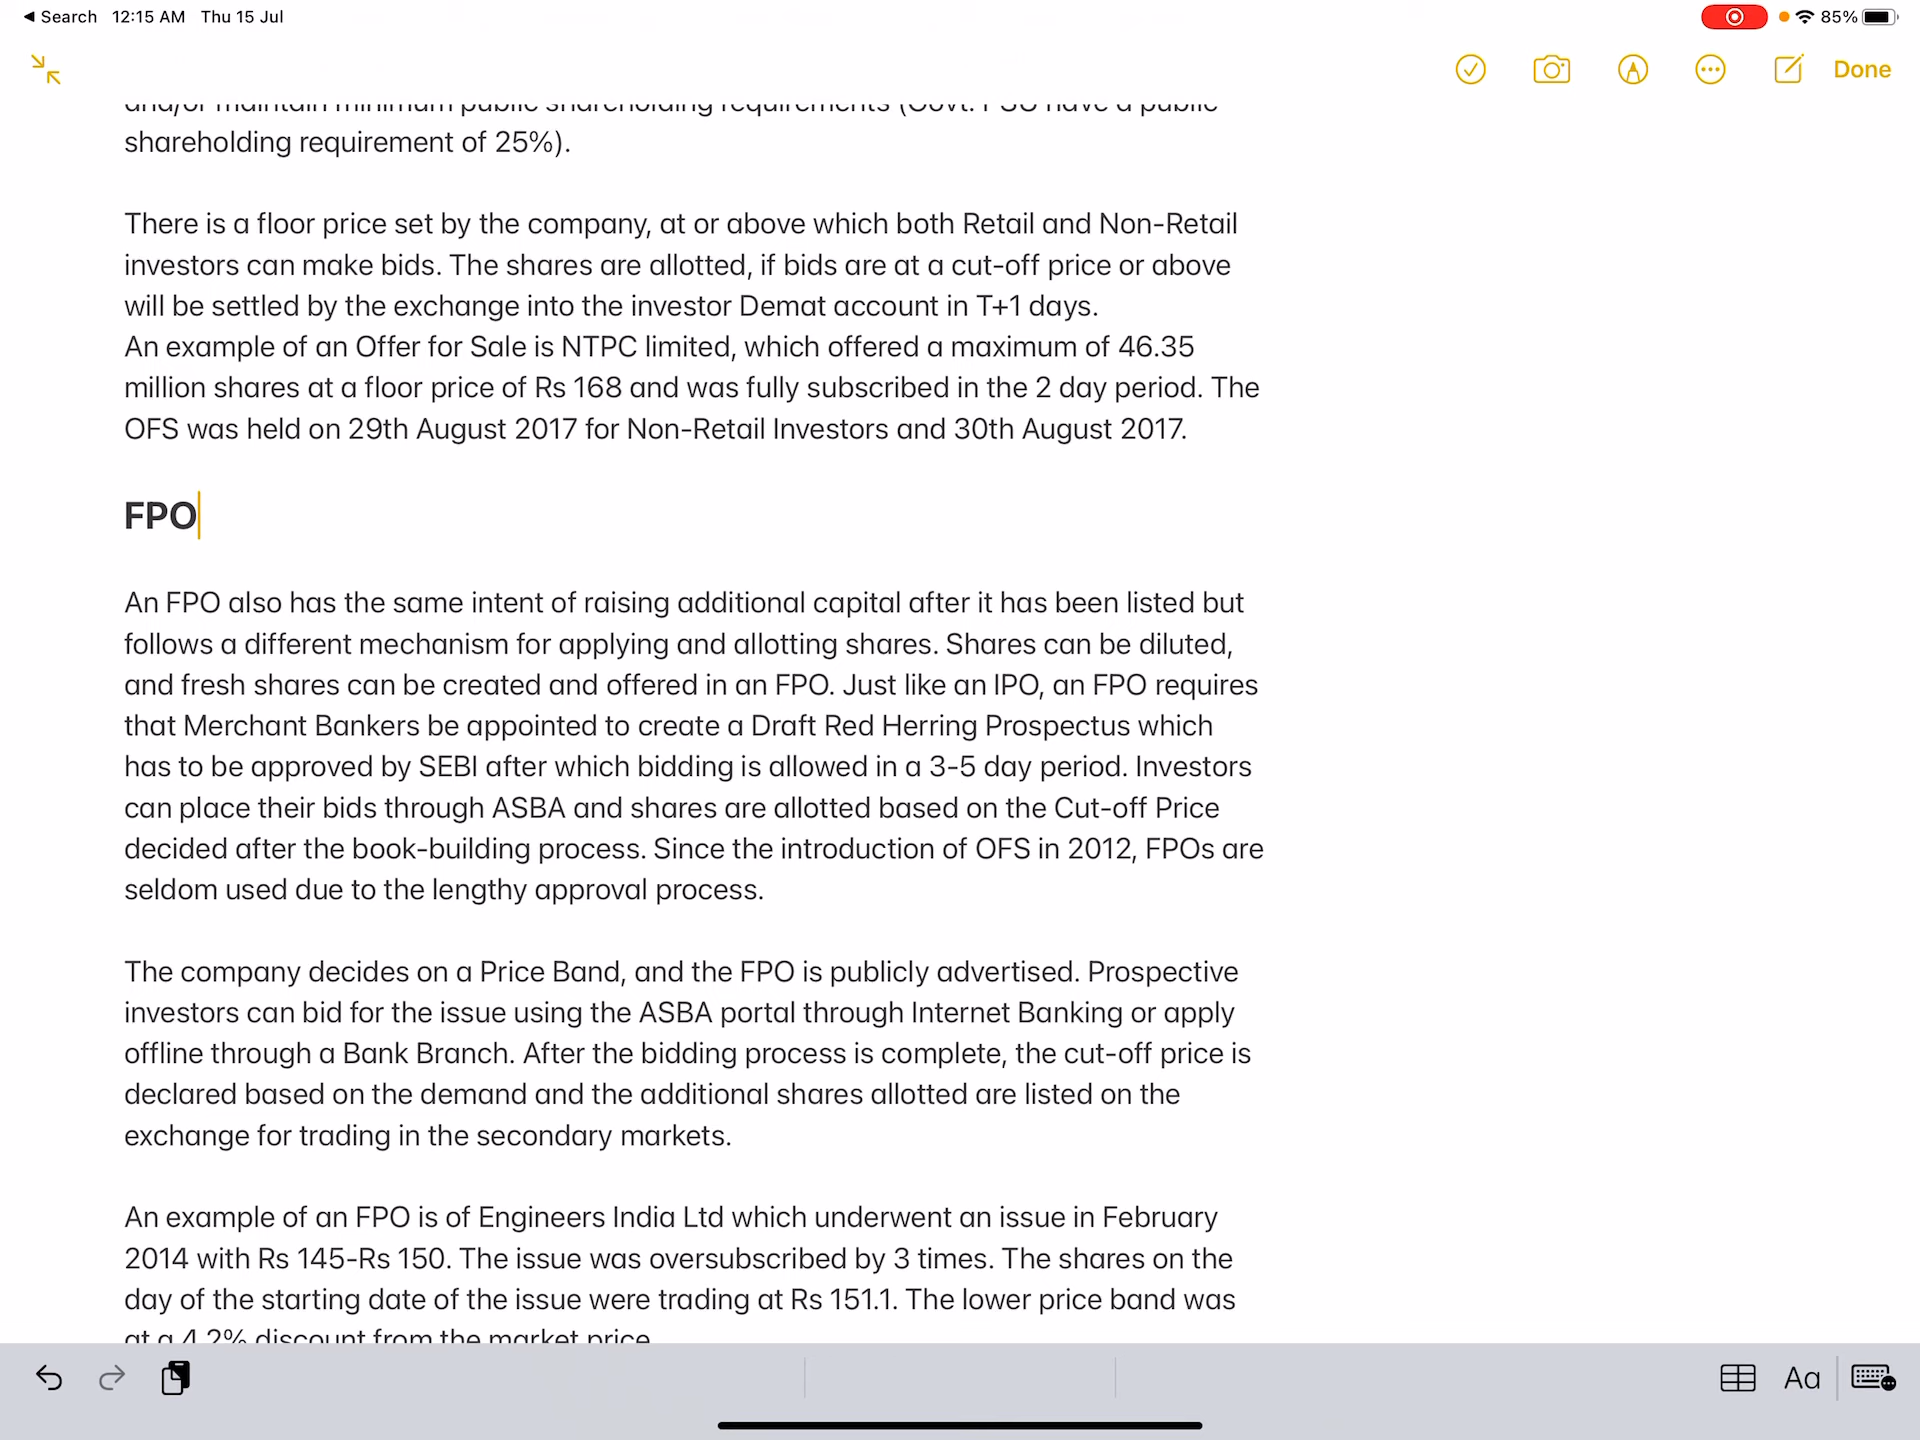 Search 12:15 AM Thu 15 Jul
85%
Done
and/or maintain minimum public shareholding requirements (Govt. PSU have a public
shareholding requirement of 25%).
There is a floor price set by the company, at or above which both Retail and Non-Retail
investors can make bids. The shares are allotted, if bids are at a cut-off price or above
will be settled by the exchange into the investor Demat account in T+1 days.
An example of an Offer for Sale is NTPC limited, which offered a maximum of 46.35
million shares at a floor price of Rs 168 and was fully subscribed in the 2 day period. The
OFS was held on 29th August 2017 for Non-Retail Investors and 30th August 2017.
FPO
An FPO also has the same intent of raising additional capital after it has been listed but
follows a different mechanism for applying and allotting shares. Shares can be diluted,
and fresh shares can be created and offered in an FPO. Just like an IPO, an FPO requires
that Merchant Bankers be appointed to create a Draft Red Herring Prospectus which
has to be approved by SEBI after which bidding is allowed in a 3-5 day period. Investors
can place their bids through ASBA and shares are allotted based on the Cut-off Price
decided after the book-building process. Since the introduction of OFS in 2012, FPOs are
seldom used due to the lengthy approval process.
The company decides on a Price Band, and the FPO is publicly advertised. Prospective
investors can bid for the issue using the ASBA portal through Internet Banking or apply
offline through a Bank Branch. After the bidding process is complete, the cut-off price is
declared based on the demand and the additional shares allotted are listed on the
exchange for trading in the secondary markets.
An example of an FPO is of Engineers India Ltd which underwent an issue in February
2014 with Rs 145-Rs 150. The issue was oversubscribed by 3 times. The shares on the
day of the starting date of the issue were trading at Rs 151.1. The lower price band was
at a 4.2% discount from the market price
Aa